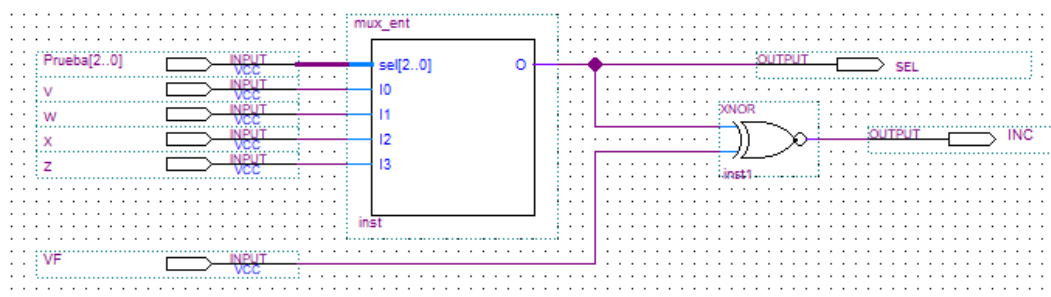 mux_ent
Prueba[2..0] INPUT VCC sel[2..0] O OUTPUT SEL
V INPUT VCC I0
W INPUT VCC I1 XNOR
X INPUT VCC I2 OUTPUT INC
Z INPUT VCC I3
inst1
inst
VF INPUT VCC